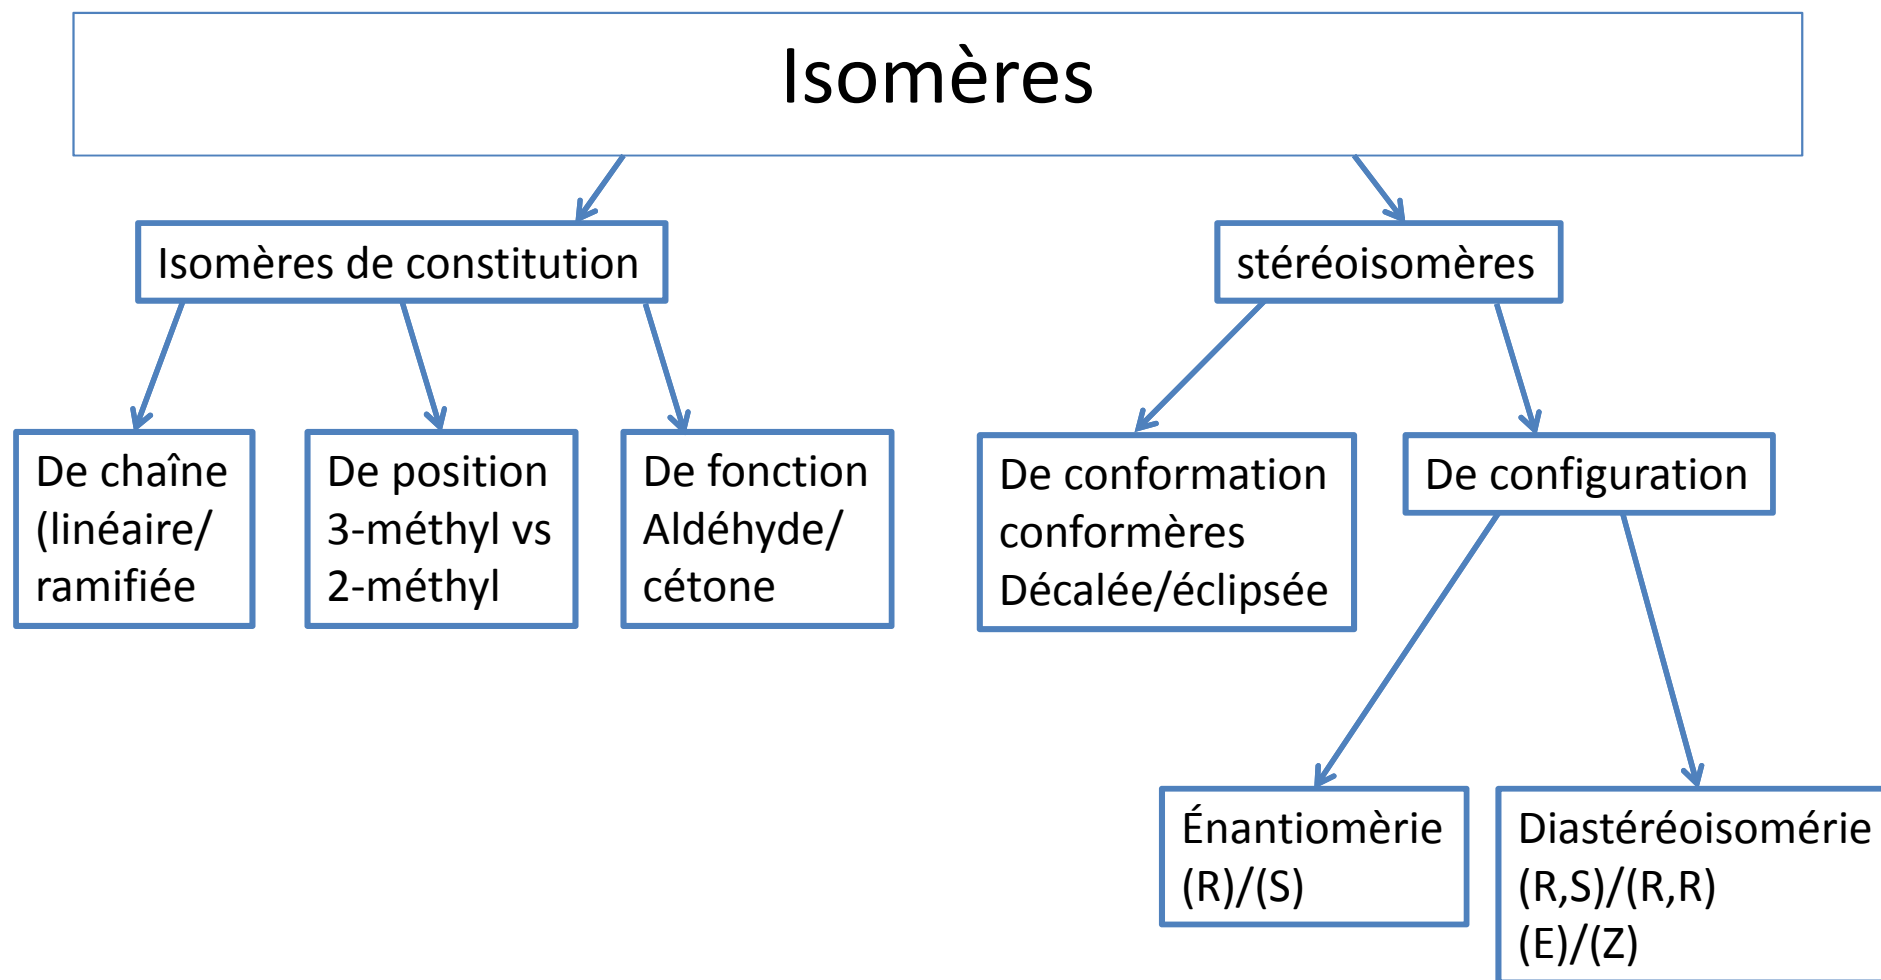 Isomères
Isomères de constitution
stéréoisomères
De chaîne
(linéaire/
ramifiée
De position
3-méthyl vs
2-méthyl
De fonction
Aldéhyde/
cétone
De conformation
conformères
Décalée/éclipsée
De configuration
Énantiomèrie
(R)/(S)
Diastéréoisomérie
(R,S)/(R,R)
(E)/(Z)